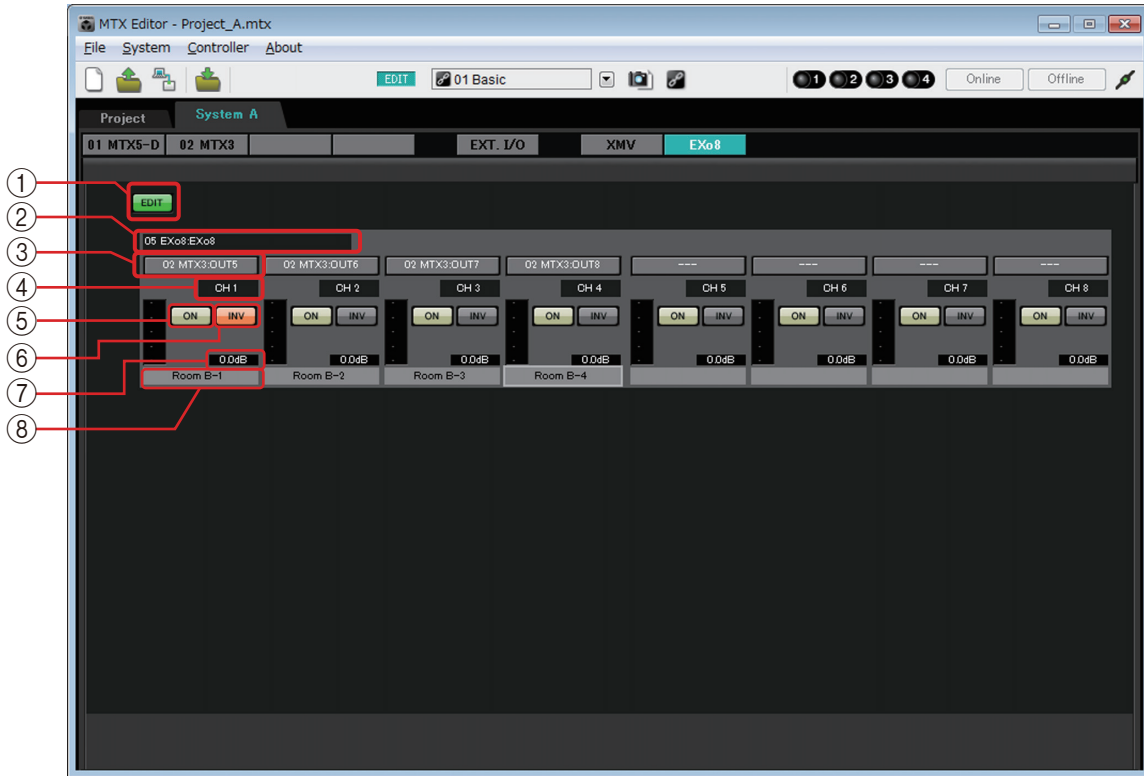 MTX Editor - Project_A.mtx
File System Controller About
EDIT 01 Basic 1 2 3 4 Online Offline
Project System A
01 MTX5-D 02 MTX3 EXT. I/O XMV EXo8
① EDIT
② 05 EXo8:EXo8
③ 02 MTX3:OUT5 02 MTX3:OUT6 02 MTX3:OUT7 02 MTX3:OUT8 --- --- --- ---
④ CH 1 CH 2 CH 3 CH 4 CH 5 CH 6 CH 7 CH 8
⑤ ON INV ON INV ON INV ON INV ON INV ON INV ON INV ON INV
⑥
⑦ 0.0dB 0.0dB 0.0dB 0.0dB 0.0dB 0.0dB 0.0dB 0.0dB
⑧ Room B-1 Room B-2 Room B-3 Room B-4